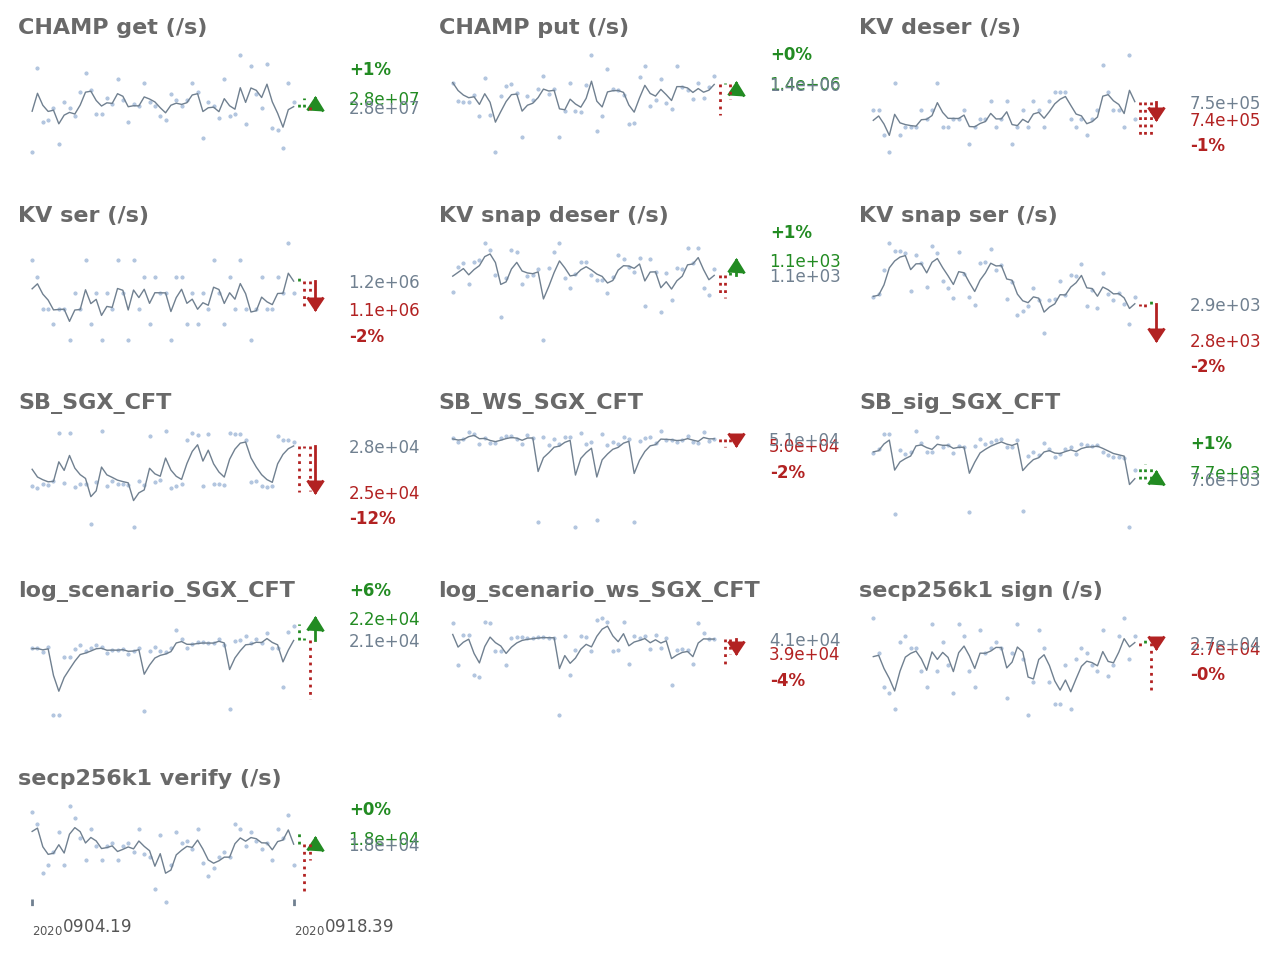 CHAMP get (/s)
+1%
2.8e+07
2.8e+07
CHAMP put (/s)
+0%
1.4e+06
1.4e+06
KV deser (/s)
7.5e+05
7.4e+05
-1%
KV ser (/s)
1.2e+06
1.1e+06
-2%
KV snap deser (/s)
+1%
1.1e+03
1.1e+03
KV snap ser (/s)
2.9e+03
2.8e+03
-2%
SB_SGX_CFT
2.8e+04
2.5e+04
-12%
SB_WS_SGX_CFT
5.1e+04
5.0e+04
-2%
SB_sig_SGX_CFT
+1%
7.7e+03
7.6e+03
log_scenario_SGX_CFT
+6%
2.2e+04
2.1e+04
log_scenario_ws_SGX_CFT
4.1e+04
3.9e+04
-4%
secp256k1 sign (/s)
2.7e+04
2.7e+04
-0%
secp256k1 verify (/s)
+0%
1.8e+04
1.8e+04
20200904.19
20200918.39